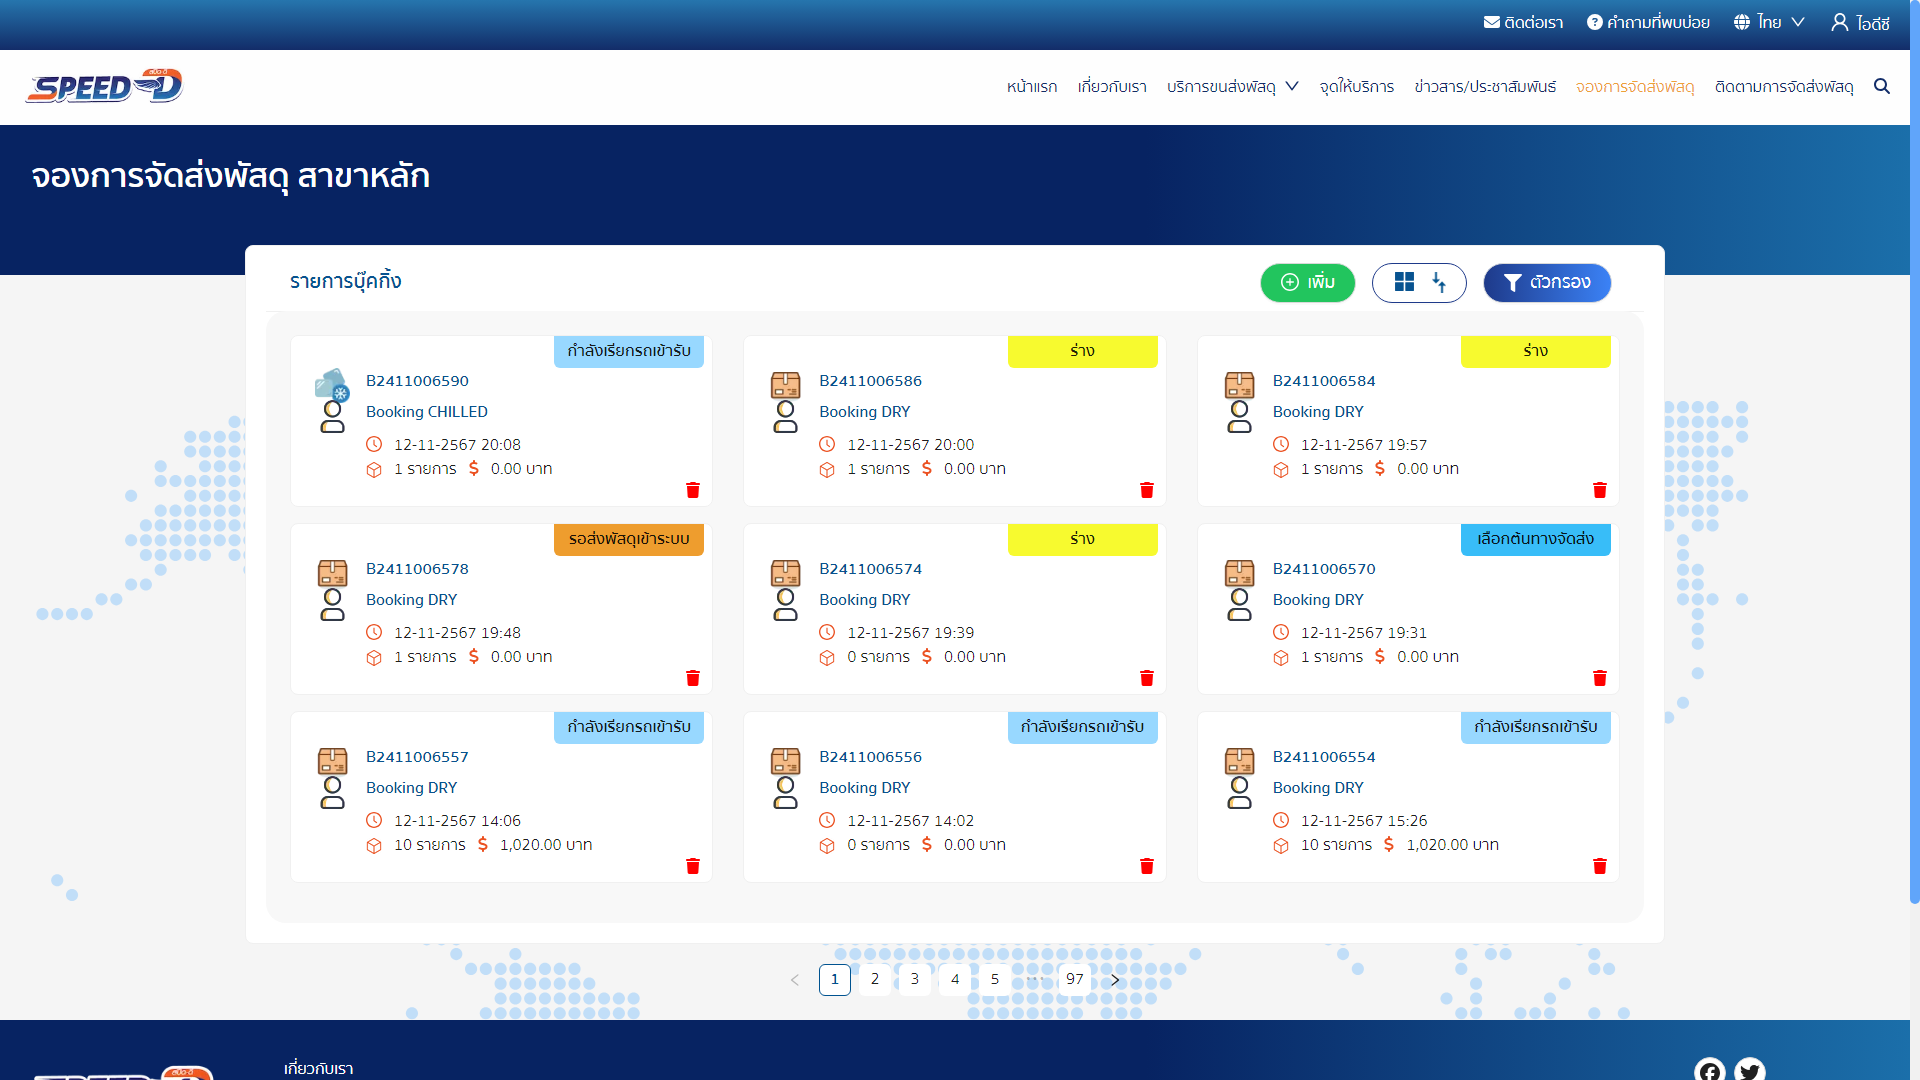 ติดต่อเรา คำถามที่พบบ่อย ไทย ไอดีซี
SPEED-D สปีด-ดี
หน้าแรก เกี่ยวกับเรา บริการขนส่งพัสดุ จุดให้บริการ ข่าวสาร/ประชาสัมพันธ์ จองการจัดส่งพัสดุ ติดตามการจัดส่งพัสดุ
จองการจัดส่งพัสดุ สาขาหลัก
รายการบุ๊คกิ้ง เพิ่ม ตัวกรอง
กำลังเรียกรถเข้ารับ
B2411006590
Booking CHILLED
12-11-2567 20:08
1 รายการ 0.00 บาท
ร่าง
B2411006586
Booking DRY
12-11-2567 20:00
1 รายการ 0.00 บาท
ร่าง
B2411006584
Booking DRY
12-11-2567 19:57
1 รายการ 0.00 บาท
รอส่งพัสดุเข้าระบบ
B2411006578
Booking DRY
12-11-2567 19:48
1 รายการ 0.00 บาท
ร่าง
B2411006574
Booking DRY
12-11-2567 19:39
0 รายการ 0.00 บาท
เลือกต้นทางจัดส่ง
B2411006570
Booking DRY
12-11-2567 19:31
1 รายการ 0.00 บาท
กำลังเรียกรถเข้ารับ
B2411006557
Booking DRY
12-11-2567 14:06
10 รายการ 1,020.00 บาท
กำลังเรียกรถเข้ารับ
B2411006556
Booking DRY
12-11-2567 14:02
0 รายการ 0.00 บาท
กำลังเรียกรถเข้ารับ
B2411006554
Booking DRY
12-11-2567 15:26
10 รายการ 1,020.00 บาท
1 2 3 4 5 ••• 97
เกี่ยวกับเรา